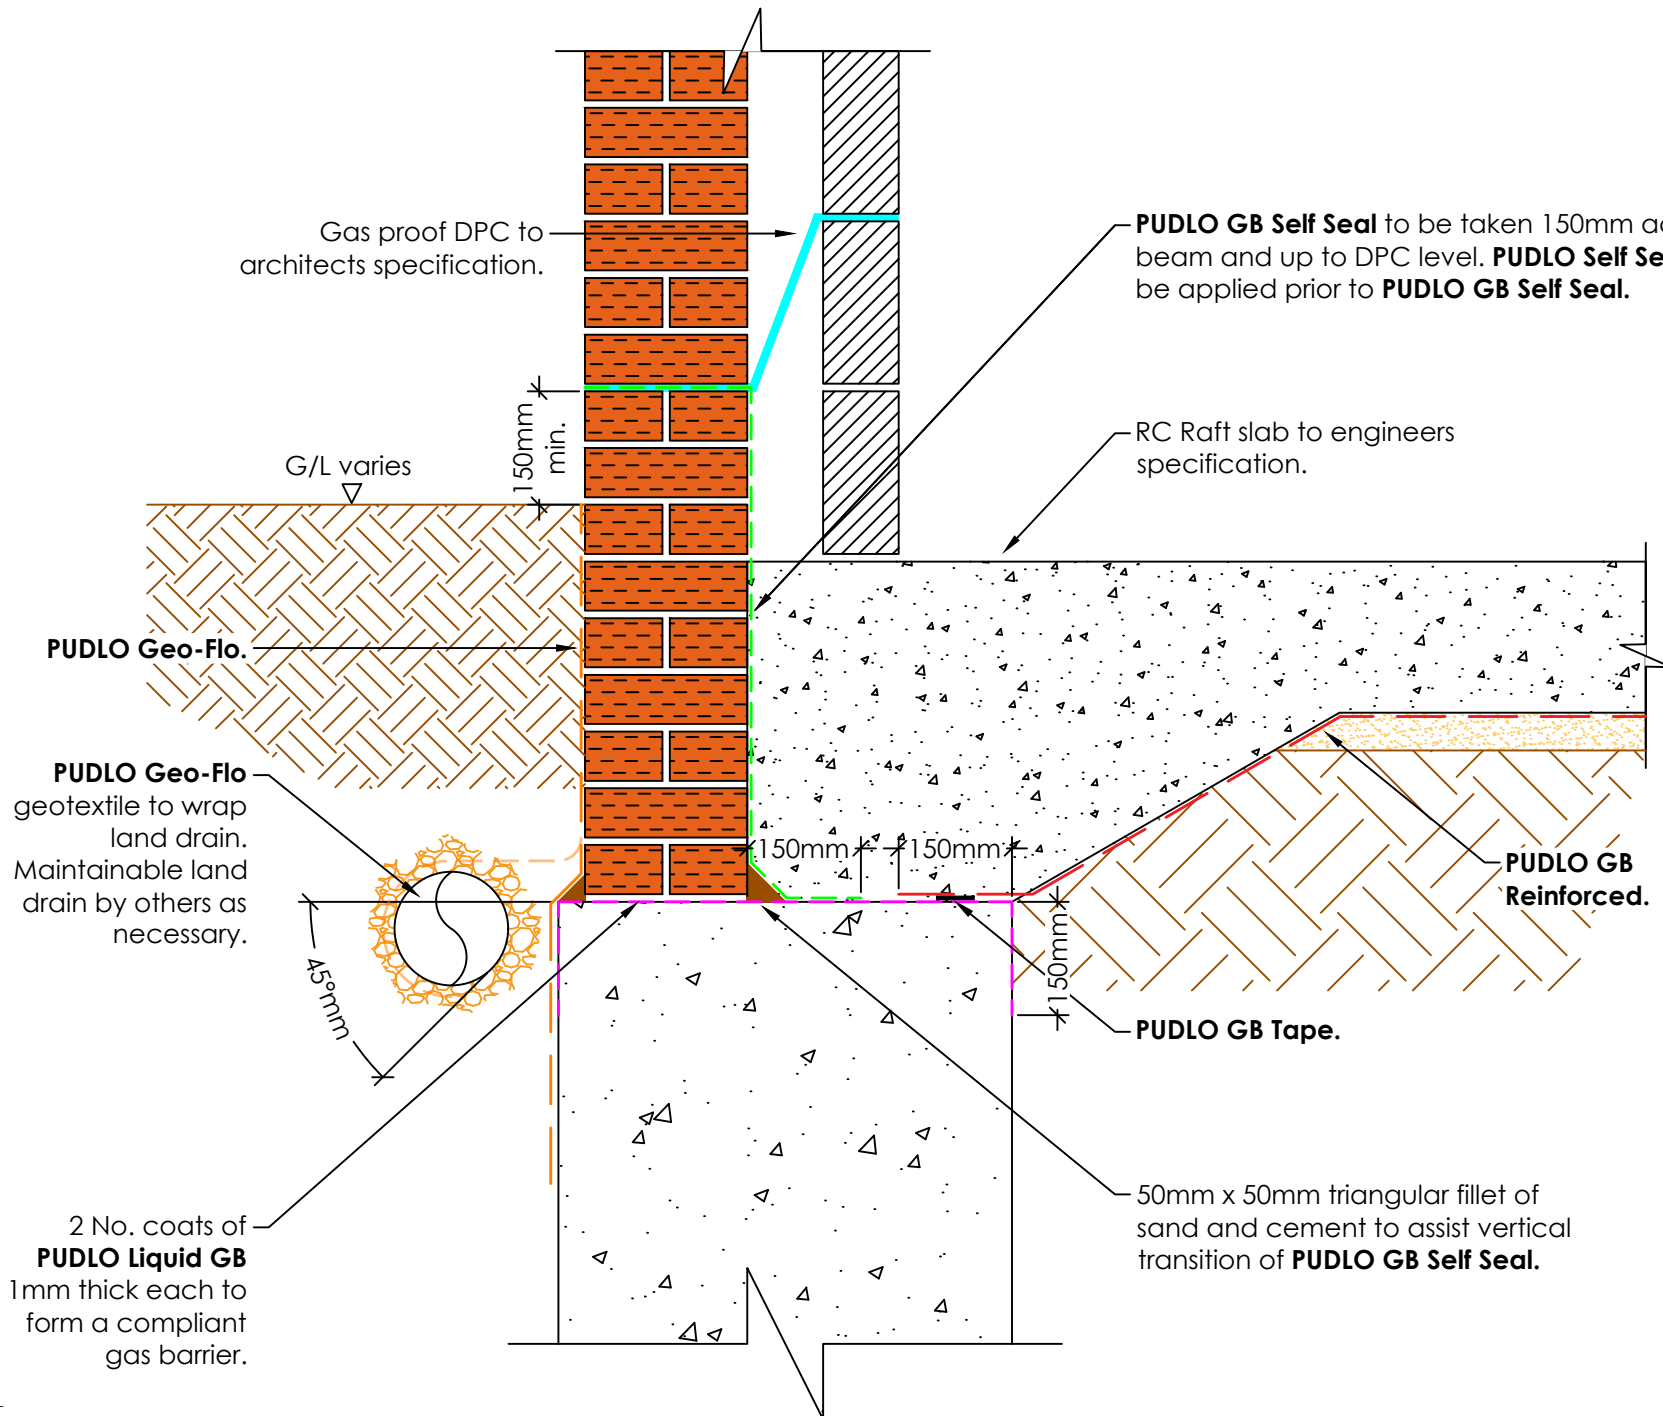 Gas proof DPC to
architects specification.
PUDLO GB Self Seal to be taken 150mm
beam and up to DPC level. PUDLO Self
be applied prior to PUDLO GB Self Seal.
150mm
min.
RC Raft slab to engineers
specification.
G/L varies
PUDLO Geo-Flo.
PUDLO Geo-Flo
geotextile to wrap
land drain.
Maintainable land
drain by others as
necessary.
150mm
150mm
PUDLO GB
Reinforced.
150mm
45°mm
PUDLO GB Tape.
2 No. coats of
PUDLO Liquid GB
1mm thick each to
form a compliant
gas barrier.
50mm x 50mm triangular fillet of
sand and cement to assist vertical
transition of PUDLO GB Self Seal.